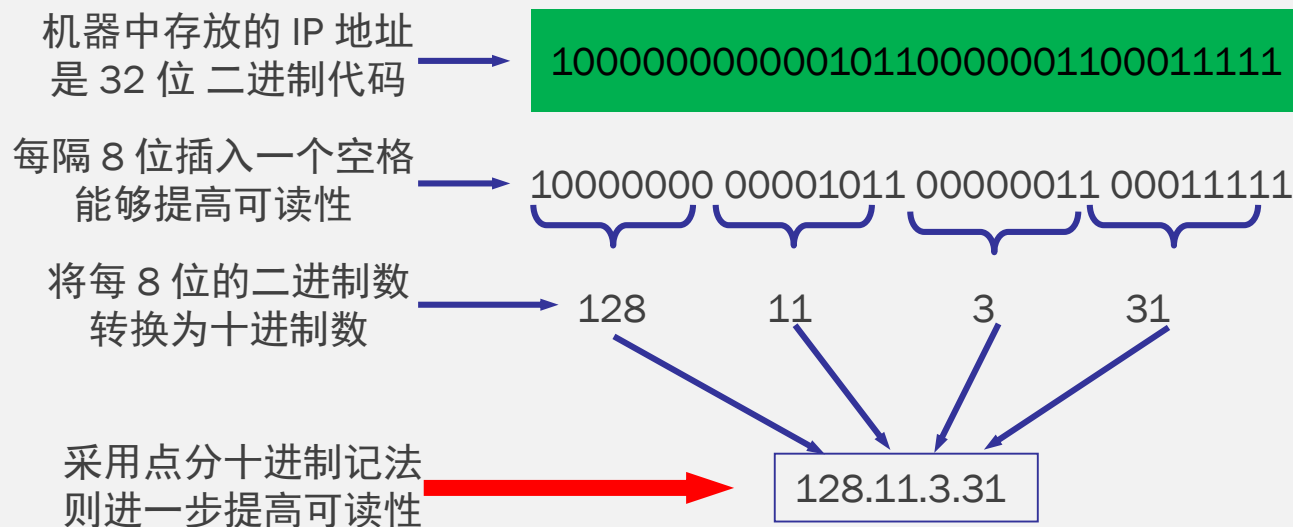 机器中存放的 IP 地址
是 32 位 二进制代码
10000000000010110000001100011111
每隔 8 位插入一个空格
能够提高可读性
10000000 00001011 00000011 00011111
将每 8 位的二进制数
转换为十进制数
128 11 3 31
采用点分十进制记法
则进一步提高可读性
128.11.3.31